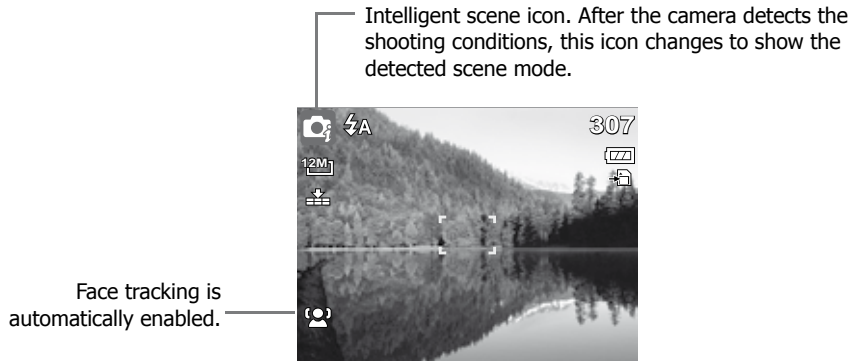 Intelligent scene icon. After the camera detects the
shooting conditions, this icon changes to show the
detected scene mode.
i A 307
12M
Face tracking is
automatically enabled.